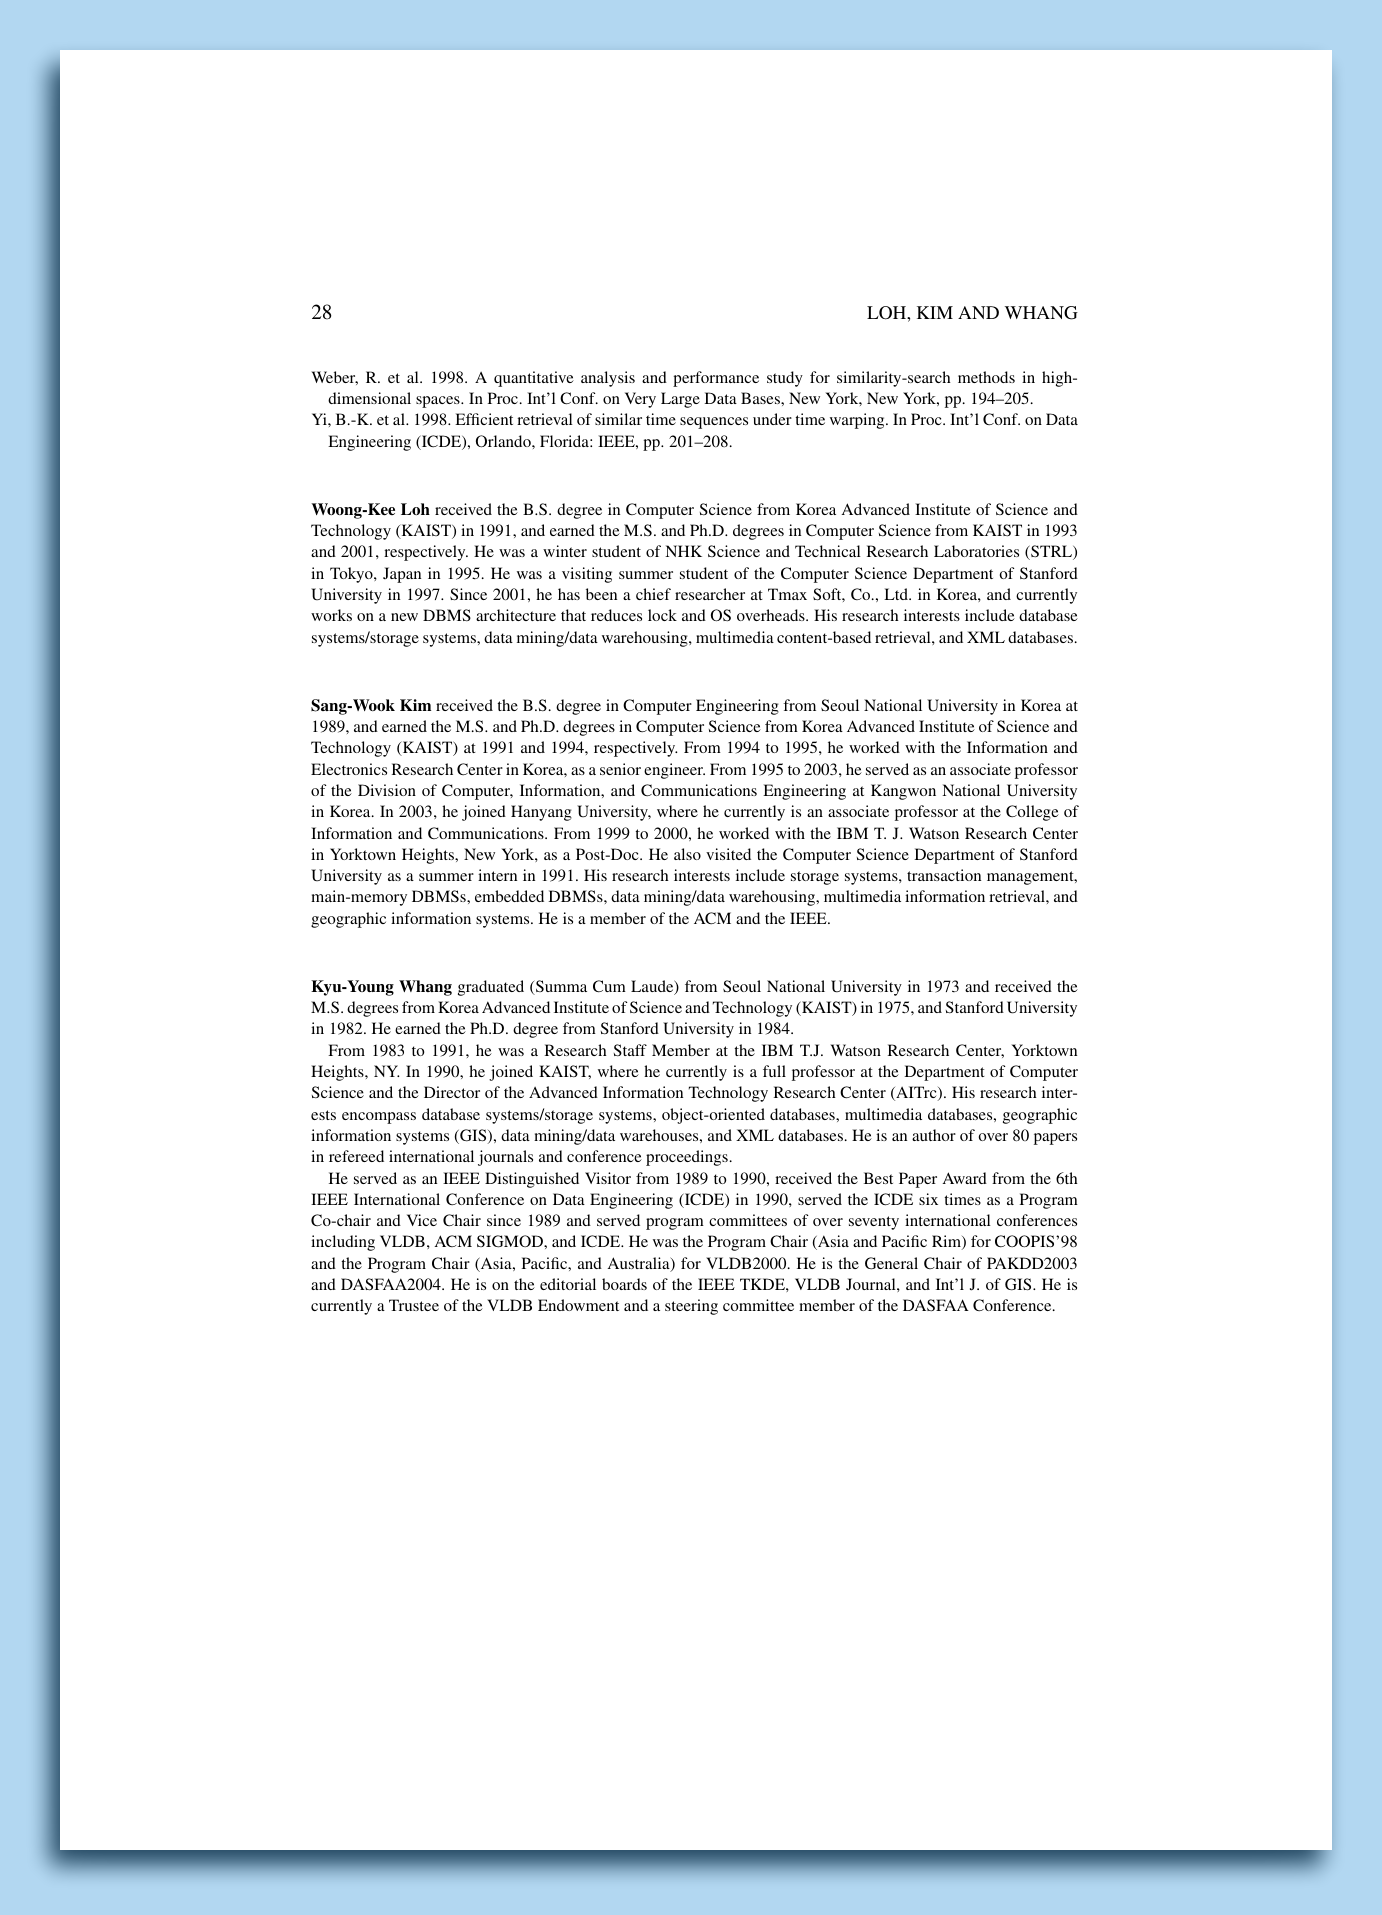 28 LOH, KIM AND WHANG
Weber, R. et al. 1998. A quantitative analysis and performance study for similarity-search methods in high-
dimensional spaces. In Proc. Int'l Conf. on Very Large Data Bases, New York, New York, pp. 194–205.
Yi, B.-K. et al. 1998. Efficient retrieval of similar time sequences under time warping. In Proc. Int'l Conf. on Data
Engineering (ICDE), Orlando, Florida: IEEE, pp. 201–208.
Woong-Kee Loh received the B.S. degree in Computer Science from Korea Advanced Institute of Science and
Technology (KAIST) in 1991, and earned the M.S. and Ph.D. degrees in Computer Science from KAIST in 1993
and 2001, respectively. He was a winter student of NHK Science and Technical Research Laboratories (STRL)
in Tokyo, Japan in 1995. He was a visiting summer student of the Computer Science Department of Stanford
University in 1997. Since 2001, he has been a chief researcher at Tmax Soft, Co., Ltd. in Korea, and currently
works on a new DBMS architecture that reduces lock and OS overheads. His research interests include database
systems/storage systems, data mining/data warehousing, multimedia content-based retrieval, and XML databases.
Sang-Wook Kim received the B.S. degree in Computer Engineering from Seoul National University in Korea at
1989, and earned the M.S. and Ph.D. degrees in Computer Science from Korea Advanced Institute of Science and
Technology (KAIST) at 1991 and 1994, respectively. From 1994 to 1995, he worked with the Information and
Electronics Research Center in Korea, as a senior engineer. From 1995 to 2003, he served as an associate professor
of the Division of Computer, Information, and Communications Engineering at Kangwon National University
in Korea. In 2003, he joined Hanyang University, where he currently is an associate professor at the College of
Information and Communications. From 1999 to 2000, he worked with the IBM T. J. Watson Research Center
in Yorktown Heights, New York, as a Post-Doc. He also visited the Computer Science Department of Stanford
University as a summer intern in 1991. His research interests include storage systems, transaction management,
main-memory DBMSs, embedded DBMSs, data mining/data warehousing, multimedia information retrieval, and
geographic information systems. He is a member of the ACM and the IEEE.
Kyu-Young Whang graduated (Summa Cum Laude) from Seoul National University in 1973 and received the
M.S. degrees from Korea Advanced Institute of Science and Technology (KAIST) in 1975, and Stanford University
in 1982. He earned the Ph.D. degree from Stanford University in 1984.
From 1983 to 1991, he was a Research Staff Member at the IBM T.J. Watson Research Center, Yorktown
Heights, NY. In 1990, he joined KAIST, where he currently is a full professor at the Department of Computer
Science and the Director of the Advanced Information Technology Research Center (AITrc). His research inter-
ests encompass database systems/storage systems, object-oriented databases, multimedia databases, geographic
information systems (GIS), data mining/data warehouses, and XML databases. He is an author of over 80 papers
in refereed international journals and conference proceedings.
He served as an IEEE Distinguished Visitor from 1989 to 1990, received the Best Paper Award from the 6th
IEEE International Conference on Data Engineering (ICDE) in 1990, served the ICDE six times as a Program
Co-chair and Vice Chair since 1989 and served program committees of over seventy international conferences
including VLDB, ACM SIGMOD, and ICDE. He was the Program Chair (Asia and Pacific Rim) for COOPIS'98
and the Program Chair (Asia, Pacific, and Australia) for VLDB2000. He is the General Chair of PAKDD2003
and DASFAA2004. He is on the editorial boards of the IEEE TKDE, VLDB Journal, and Int'l J. of GIS. He is
currently a Trustee of the VLDB Endowment and a steering committee member of the DASFAA Conference.